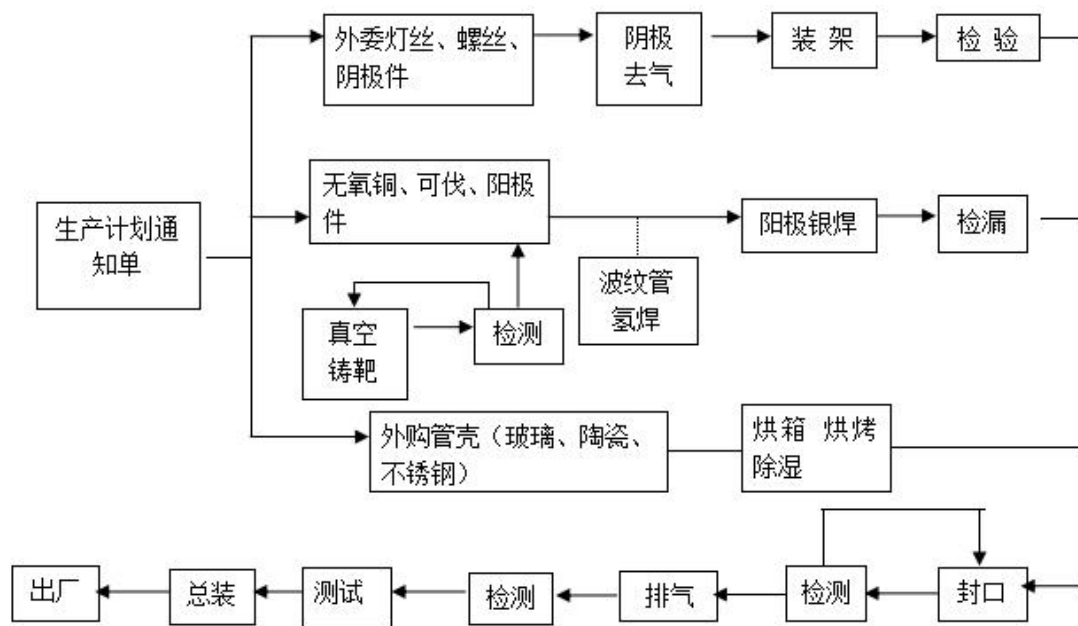 外委灯丝、螺丝、
阴极件
阴极
去气
装 架
检 验
无氧铜、可伐、阳极
件
生产计划通
知单
阳极银焊
检漏
波纹管
氢焊
真空
铸靶
检测
外购管壳（玻璃、陶瓷、
不锈钢）
烘箱 烘烤
除湿
出厂
总装
测试
检测
排气
检测
封口